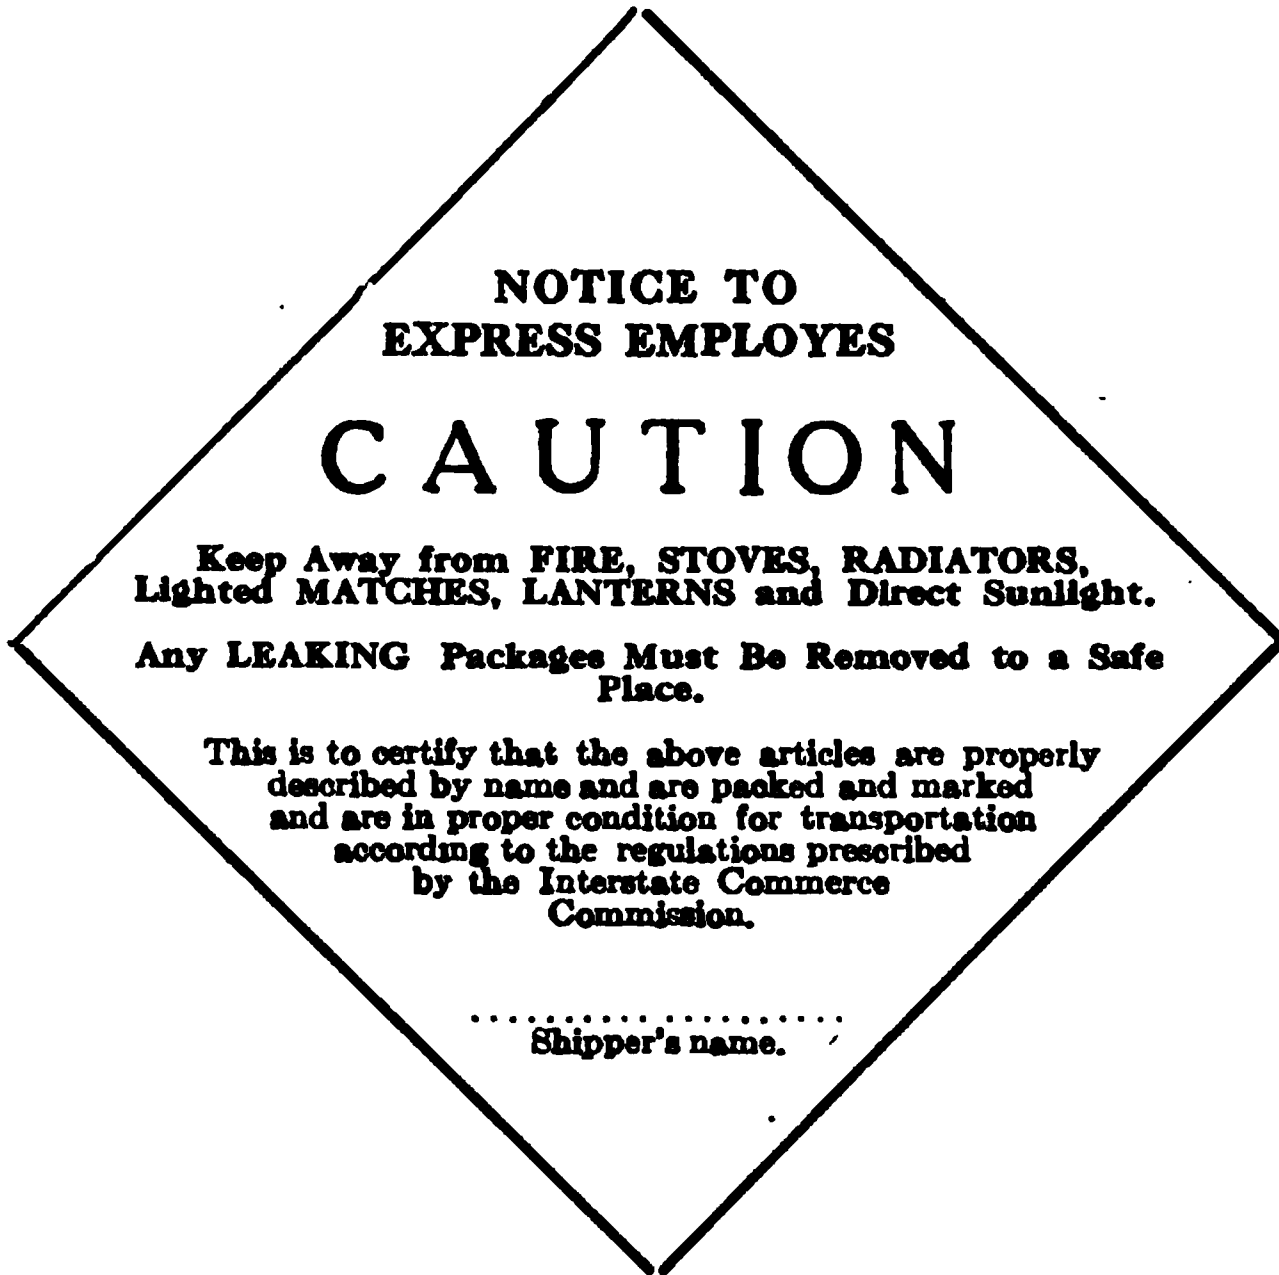 NOTICE TO
EXPRESS EMPLOYES
CAUTION
Keep Away from FIRE, STOVES, RADIATORS,
Lighted MATCHES, LANTERNS and Direct Sunlight.
Any LEAKING Packages Must Be Removed to a Safe
Place.
This is to certify that the above articles are properly
described by name and are packed and marked
and are in proper condition for transportation
according to the regulations prescribed
by the Interstate Commerce
Commission.
....................
Shipper's name.